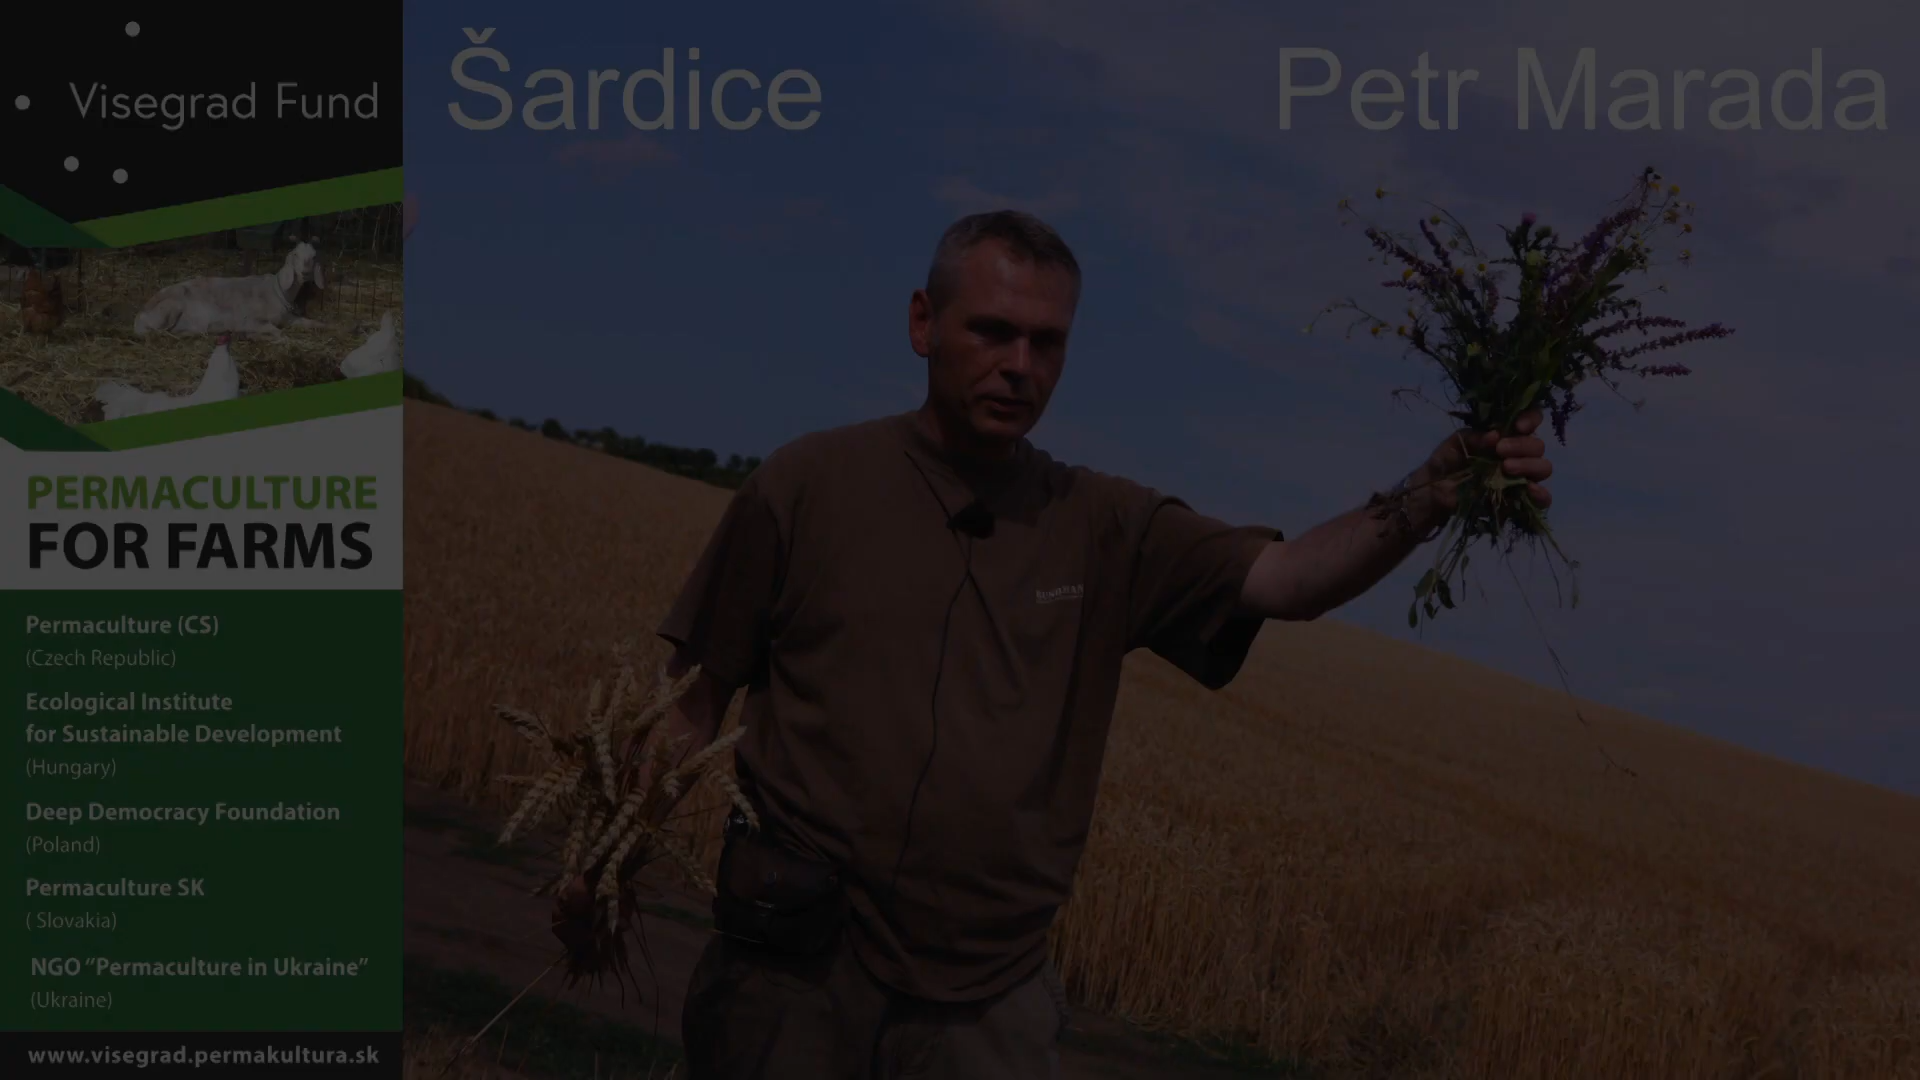 Visegrad Fund
PERMACULTURE
FOR FARMS
Permaculture (CS)
(Czech Republic)
Ecological Institute
for Sustainable Development
(Hungary)
Deep Democracy Foundation
(Poland)
Permaculture SK
( Slovakia)
NGO ”Permaculture in Ukraine”
(Ukraine)
www.visegrad.permakultura.sk
Šardice
Petr Marada